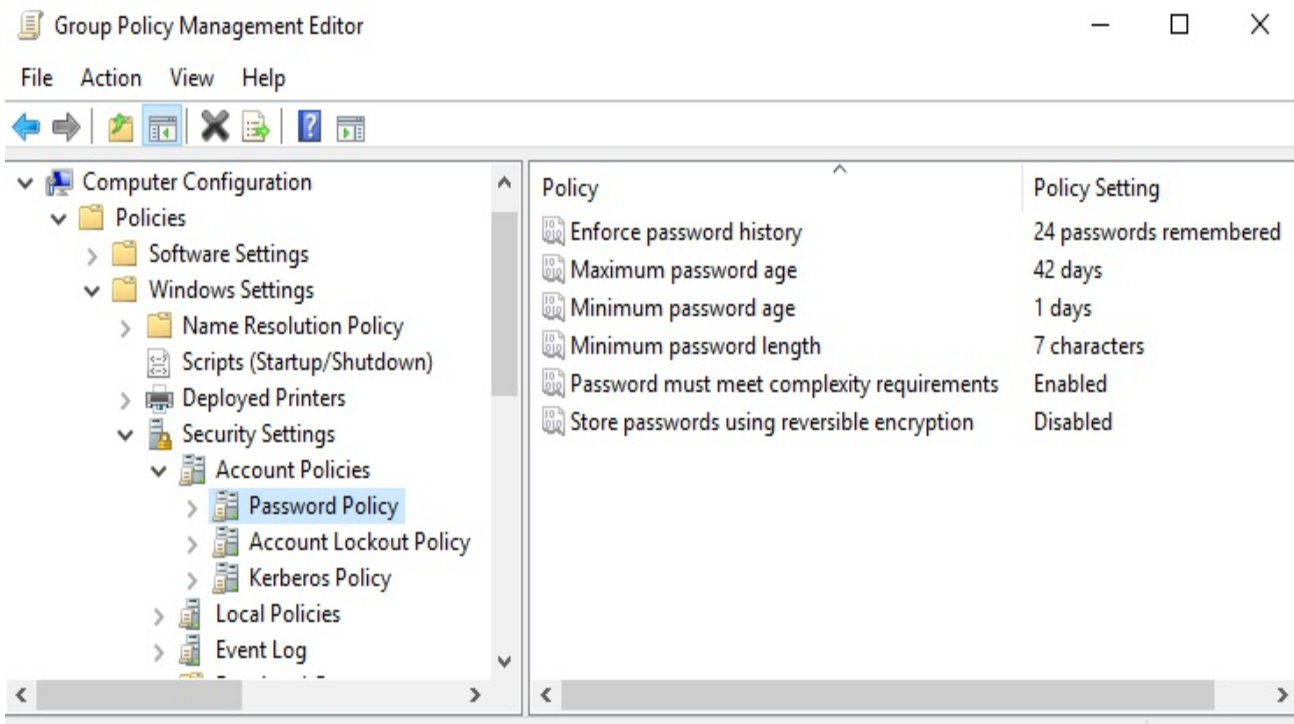 Group Policy Management Editor
File Action View Help
Computer Configuration
Policies
Software Settings
Windows Settings
Name Resolution Policy
Scripts (Startup/Shutdown)
Deployed Printers
Security Settings
Account Policies
Password Policy
Account Lockout Policy
Kerberos Policy
Local Policies
Event Log
Policy Policy Setting
Enforce password history 24 passwords remembered
Maximum password age 42 days
Minimum password age 1 days
Minimum password length 7 characters
Password must meet complexity requirements Enabled
Store passwords using reversible encryption Disabled